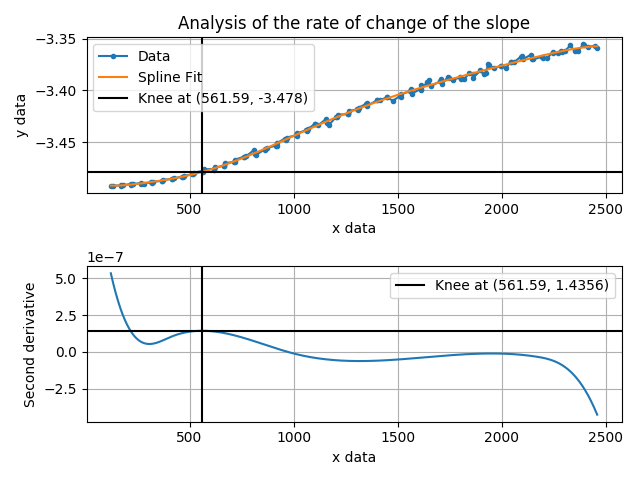 Analysis of the rate of change of the slope
y data
−3.35
−3.40
−3.45
Data
Spline Fit
Knee at (561.59, -3.478)
500
1000
1500
2000
2500
x data
1e−7
Second derivative
5.0
2.5
0.0
−2.5
Knee at (561.59, 1.4356)
500
1000
1500
2000
2500
x data